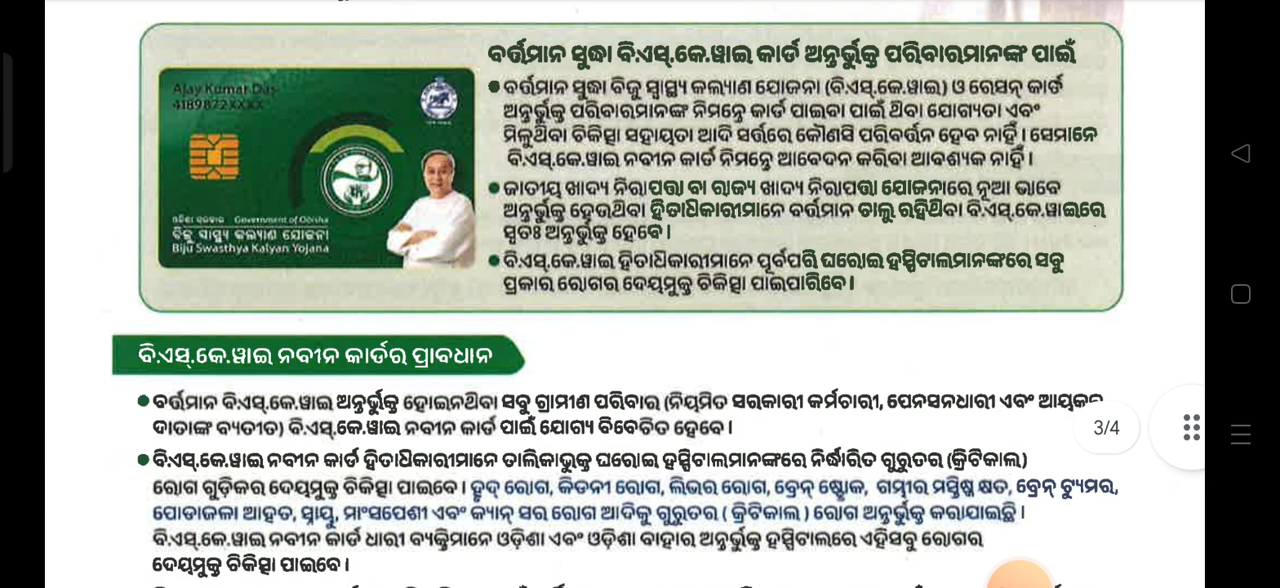 ବର୍ତ୍ତମାନ ସୁଦ୍ଧା ବି.ଏସ୍.କେ.ୱାଇ କାର୍ଡ ଅନ୍ତର୍ଭୁକ୍ତ ପରିବାରମାନଙ୍କ ପାଇଁ
Ajay Kumar Das
4189872XXXX
ଓଡିଶା ସରକାର Government of Odisha
ବିଜୁ ସ୍ୱାସ୍ଥ୍ୟ କଲ୍ୟାଣ ଯୋଜନା
Biju Swasthya Kalyan Yojana
● ବର୍ତ୍ତମାନ ସୁଦ୍ଧା ବିଜୁ ସ୍ୱାସ୍ଥ୍ୟ କଲ୍ୟାଣ ଯୋଜନା (ବି.ଏସ୍.କେ.ୱାଇ) ଓ ରେସନ୍ କାର୍ଡ
ଅନ୍ତର୍ଭୁକ୍ତ ପରିବାରମାନଙ୍କ ନିମନ୍ତେ କାର୍ଡ ପାଇବା ପାଇଁ ଥିବା ଯୋଗ୍ୟତା ଏବଂ
ମିଳୁଥିବା ଚିକିତ୍ସା ସହାୟତା ଆଦି ସର୍ତ୍ତରେ କୌଣସି ପରିବର୍ତ୍ତନ ହେବ ନାହିଁ । ସେମାନେ
ବି.ଏସ୍.କେ.ୱାଇ ନବୀନ କାର୍ଡ ନିମନ୍ତେ ଆବେଦନ କରିବା ଆବଶ୍ୟକ ନାହିଁ ।
● ଜାତୀୟ ଖାଦ୍ୟ ନିରାପତ୍ତା ବା ରାଜ୍ୟ ଖାଦ୍ୟ ନିରାପତ୍ତା ଯୋଜନାରେ ନୂଆ ଭାବେ
ଅନ୍ତର୍ଭୁକ୍ତ ହେଉଥିବା ହିତାଧିକାରୀମାନେ ବର୍ତ୍ତମାନ ଚାଲୁ ରହିଥିବା ବି.ଏସ୍.କେ.ୱାଇରେ
ସ୍ୱତଃ ଅନ୍ତର୍ଭୁକ୍ତ ହେବେ ।
● ବି.ଏସ୍.କେ.ୱାଇ ହିତାଧିକାରୀମାନେ ପୂର୍ବପରି ଘରୋଇ ହସ୍ପିଟାଲମାନଙ୍କରେ ସବୁ
ପ୍ରକାର ରୋଗର ଦେୟମୁକ୍ତ ଚିକିତ୍ସା ପାଇପାରିବେ ।
ବି.ଏସ୍.କେ.ୱାଇ ନବୀନ କାର୍ଡର ପ୍ରାବଧାନ
● ବର୍ତ୍ତମାନ ବି.ଏସ୍.କେ.ୱାଇ ଅନ୍ତର୍ଭୁକ୍ତ ହୋଇନଥିବା ସବୁ ଗ୍ରାମୀଣ ପରିବାର (ନିୟମିତ ସରକାରୀ କର୍ମଚାରୀ, ପେନସନଧାରୀ ଏବଂ ଆୟକର
ଦାତାଙ୍କ ବ୍ୟତୀତ) ବି.ଏସ୍.କେ.ୱାଇ ନବୀନ କାର୍ଡ ପାଇଁ ଯୋଗ୍ୟ ବିବେଚିତ ହେବେ ।
3/4
● ବି.ଏସ୍.କେ.ୱାଇ ନବୀନ କାର୍ଡ ହିତାଧିକାରୀମାନେ ତାଲିକାଭୁକ୍ତ ଘରୋଇ ହସ୍ପିଟାଲମାନଙ୍କରେ ନିର୍ଦ୍ଧାରିତ ଗୁରୁତର (କ୍ରିଟିକାଲ)
ରୋଗ ଗୁଡ଼ିକର ଦେୟମୁକ୍ତ ଚିକିତ୍ସା ପାଇବେ । ହୃଦ୍ ରୋଗ, କିଡନୀ ରୋଗ, ଲିଭର ରୋଗ, ବ୍ରେନ ଷ୍ଟ୍ରୋକ, ଗମ୍ଭୀର ମସ୍ତିଷ୍କ କ୍ଷତ, ବ୍ରେନ୍ ଟ୍ୟୁମର,
ପୋଡାଜଳା ଆହତ, ସ୍ନାୟୁ, ମାଂସପେଶୀ ଏବଂ କ୍ୟାନ୍ ସର ରୋଗ ଆଦିକୁ ଗୁରୁତର ( କ୍ରିଟିକାଲ ) ରୋଗ ଅନ୍ତର୍ଭୁକ୍ତ କରାଯାଇଛି ।
ବି.ଏସ୍.କେ.ୱାଇ ନବୀନ କାର୍ଡ ଧାରୀ ବ୍ୟକ୍ତିମାନେ ଓଡ଼ିଶା ଏବଂ ଓଡ଼ିଶା ବାହାର ଅନ୍ତର୍ଭୁକ୍ତ ହସ୍ପିଟାଲରେ ଏହିସବୁ ରୋଗର
ଦେୟମୁକ୍ତ ଚିକିତ୍ସା ପାଇବେ ।